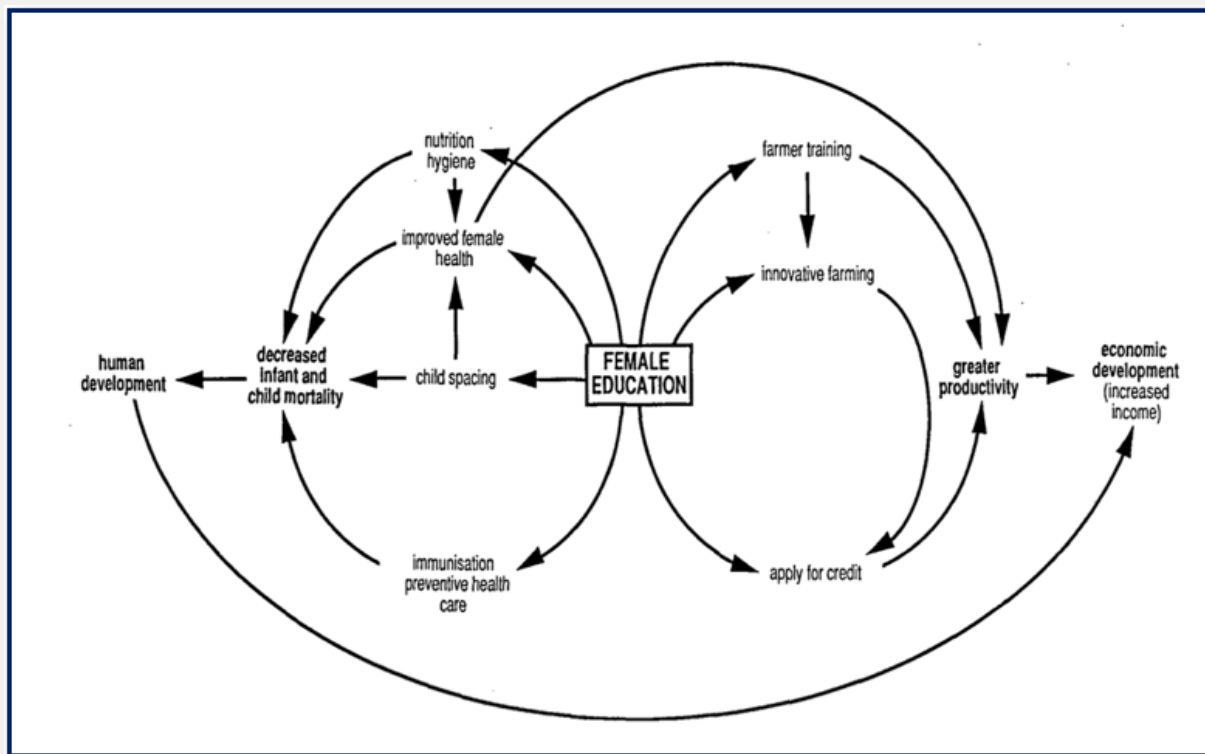 nutrition
hygiene
farmer training
improved female
health
innovative farming
FEMALE
EDUCATION
human
development
decreased
infant and
child mortality
child spacing
greater
productivity
economic
development
(increased
income)
immunisation
preventive health
care
apply for credit